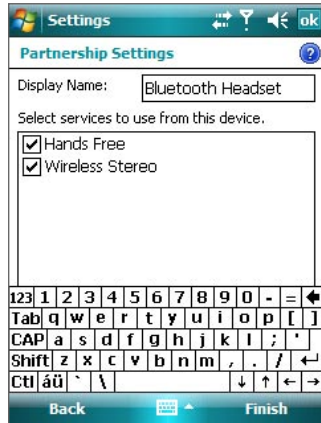 Settings
ok
Partnership Settings
?
Display Name: Bluetooth Headset
Select services to use from this device.
Hands Free
Wireless Stereo
123 1 2 3 4 5 6 7 8 9 0 - = ←
Tab q w e r t y u i o p [ ]
CAP a s d f g h j k l ; '
Shift z x c v b n m , . / ↵
Ctl áü ` \ ↓ ↑ ← →
Back Finish